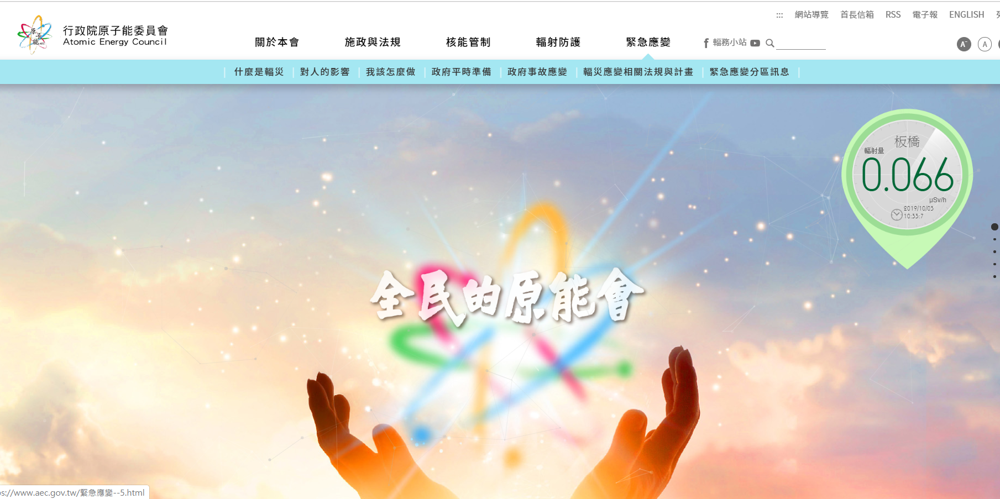 ::: 網站導覽 首長信箱 RSS 電子報 ENGLISH
原子能 AEC
行政院原子能委員會
Atomic Energy Council
關於本會 施政與法規 核能管制 輻射防護 緊急應變 輻務小站
A- A
什麼是輻災 | 對人的影響 | 我該怎麼做 | 政府平時準備 | 政府事故應變 | 輻災應變相關法規與計畫 | 緊急應變分區訊息
板橋
輻射量
0.066
μSv/h
2019/10/03
10:33:7
全民的原能會
s://www.aec.gov.tw/緊急應變--5.html